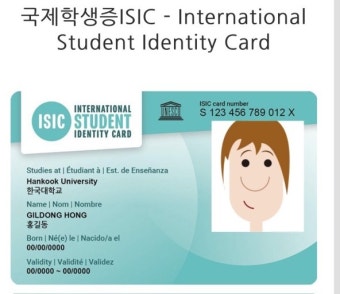 국제학생증ISIC - International
Student Identity Card
ISIC
INTERNATIONAL
STUDENT
IDENTITY CARD
UNESCO
ISIC card number
S 123 456 789 012 X
Studies at | Étudiant à | Est. de Enseñanza
Hankook University
한국대학교
Name | Nom | Nombre
GILDONG HONG
홍길동
Born | Né(e) le | Nacido/a el
00/00/0000
Validity | Validité | Validez
00/0000 ~ 00/0000